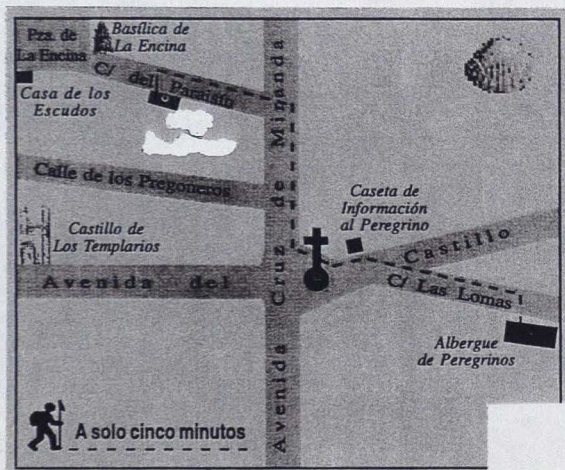 Pza. de
La Encina
Basílica de
La Encina
C/ del Paraisín
Casa de los
Escudos
Calle de los Pregoneros
Castillo de
Los Templarios
Caseta de
Información
al Peregrino
Avenida del Castillo
C/ Las Lomas
Albergue
de Peregrinos
Avenida Cruz de Miranda
A solo cinco minutos